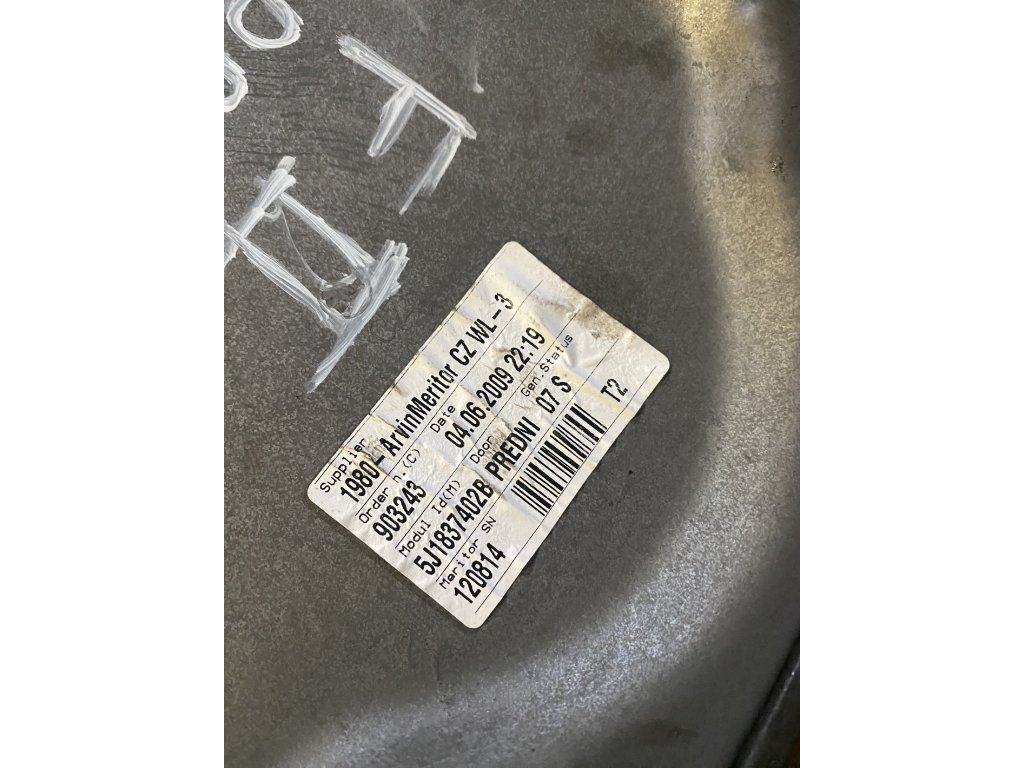 Supplier
1980- ArvinMeritor CZ WL-3
Order n.(C) Date
903243 04.06.2009 22:19
Modul Id(M) Door Gen.Status
5J1837402B PREDNI 07 S
Meritor SN
120814 T2